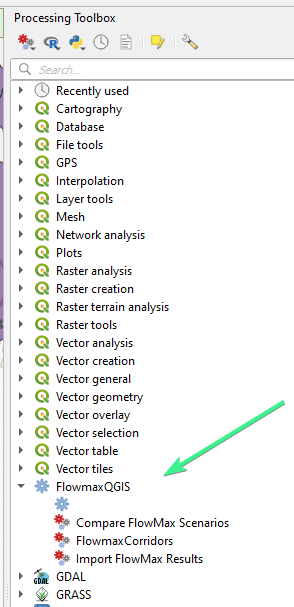 Processing Toolbox
Search...
Recently used
Cartography
Database
File tools
GPS
Interpolation
Layer tools
Mesh
Network analysis
Plots
Raster analysis
Raster creation
Raster terrain analysis
Raster tools
Vector analysis
Vector creation
Vector general
Vector geometry
Vector overlay
Vector selection
Vector table
Vector tiles
FlowmaxQGIS
Compare FlowMax Scenarios
FlowmaxCorridors
Import FlowMax Results
GDAL
GRASS